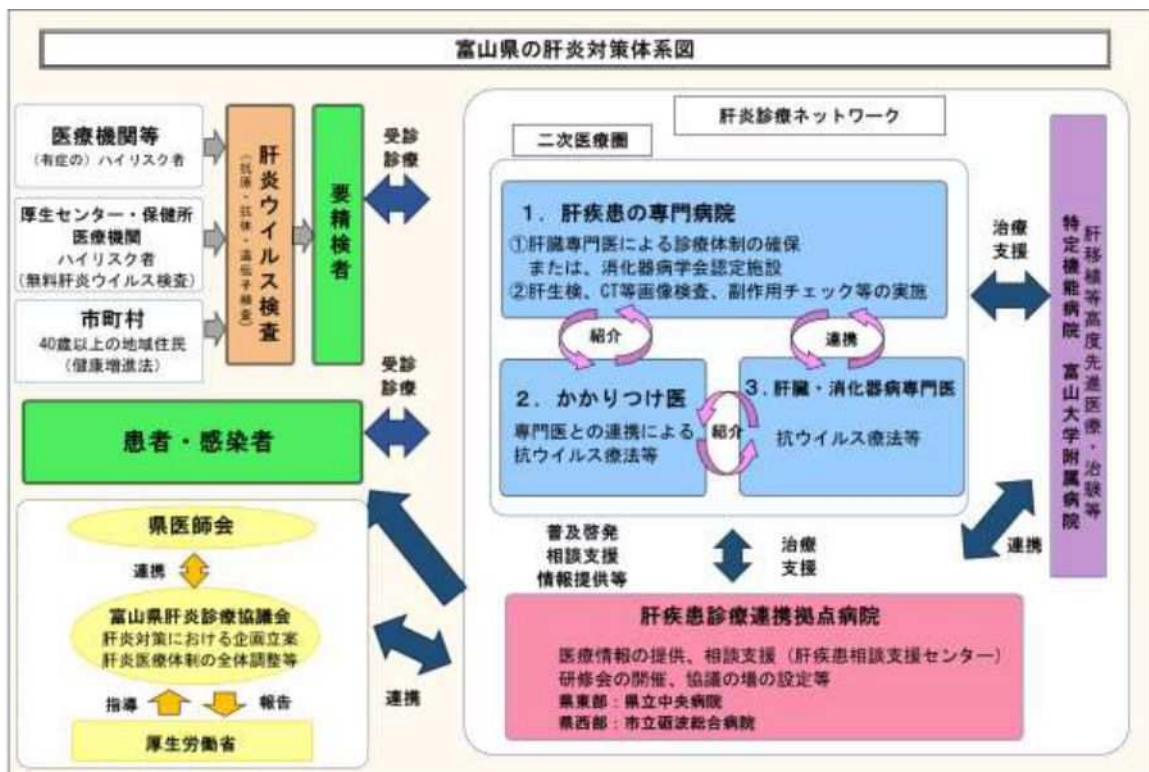 富山県の肝炎対策体系図
医療機関等
（有症の）ハイリスク者
厚生センター・保健所
医療機関
ハイリスク者
（無料肝炎ウイルス検査）
市町村
40歳以上の地域住民
（健康増進法）
肝炎ウイルス検査
（抗原・抗体・遺伝子検査）
要精検者
受診
診療
患者・感染者
受診
診療
県医師会
連携
富山県肝炎診療協議会
肝炎対策における企画立案
肝炎医療体制の全体調整等
指導
報告
厚生労働省
連携
肝炎診療ネットワーク
二次医療圏
1．肝疾患の専門病院
①肝臓専門医による診療体制の確保
または、消化器病学会認定施設
②肝生検、CT等画像検査、副作用チェック等の実施
紹介
連携
2．かかりつけ医
専門医との連携による
抗ウイルス療法等
紹介
3．肝臓・消化器病専門医
抗ウイルス療法等
治療
支援
肝移植等高度先進医療・治験等
特定機能病院　富山大学附属病院
連携
普及啓発
相談支援
情報提供等
治療
支援
肝疾患診療連携拠点病院
医療情報の提供、相談支援（肝疾患相談支援センター）
研修会の開催、協議の場の設定等
県東部：県立中央病院
県西部：市立砺波総合病院